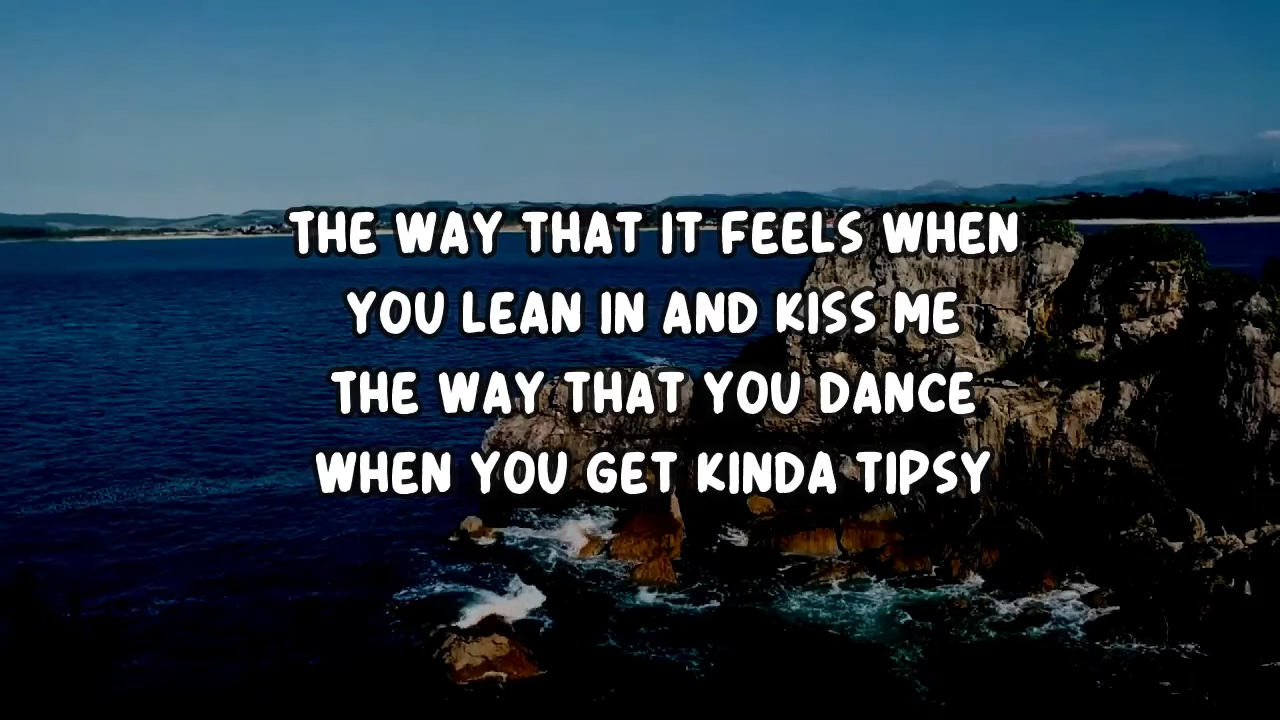 THE WAY THAT IT FEELS WHEN
YOU LEAN IN AND KISS ME
THE WAY THAT YOU DANCE
WHEN YOU GET KINDA TIPSY